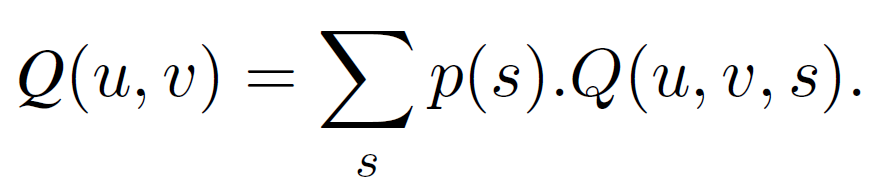 Q(u, v) = ∑_s p(s).Q(u, v, s).